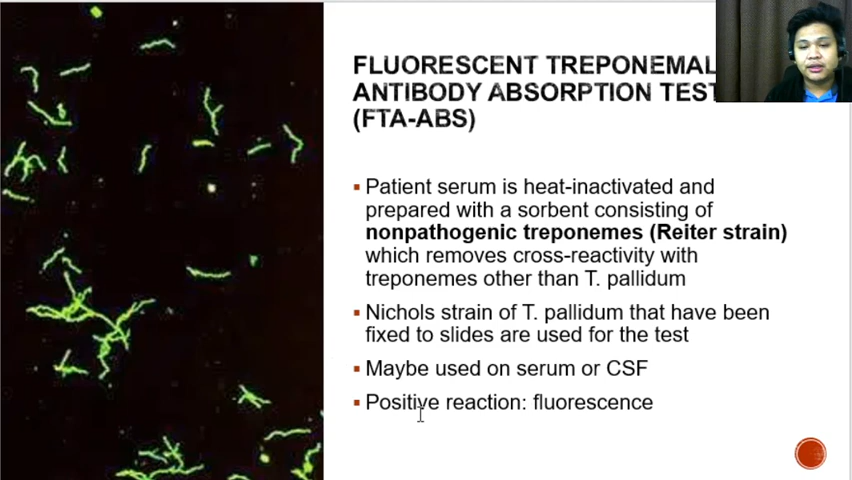 FLUORESCENT TREPONEMAL
ANTIBODY ABSORPTION TEST
(FTA-ABS)
▪ Patient serum is heat-inactivated and
prepared with a sorbent consisting of
nonpathogenic treponemes (Reiter strain)
which removes cross-reactivity with
treponemes other than T. pallidum
▪ Nichols strain of T. pallidum that have been
fixed to slides are used for the test
▪ Maybe used on serum or CSF
▪ Positive reaction: fluorescence